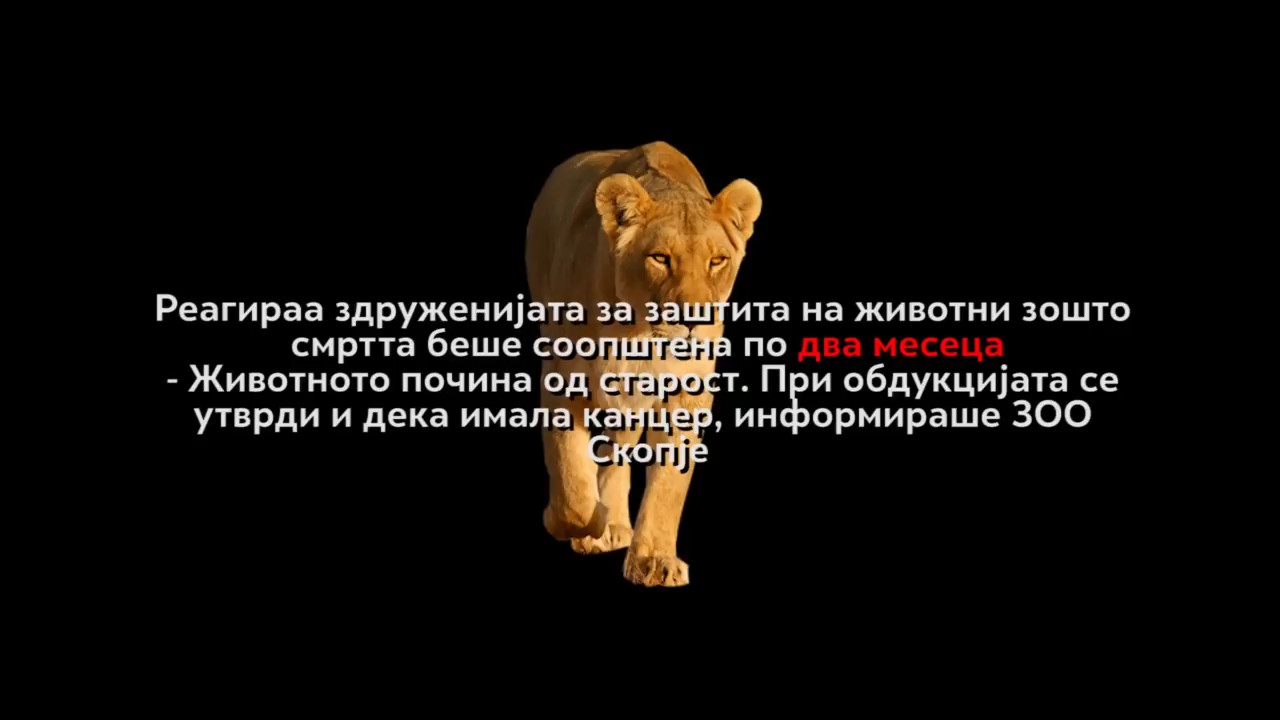 Реагираа здруженијата за заштита на животни зошто
смртта беше соопштена по два месеца
- Животното почина од старост. При обдукцијата се
утврди и дека имала канцер, информираше ЗОО
Скопје